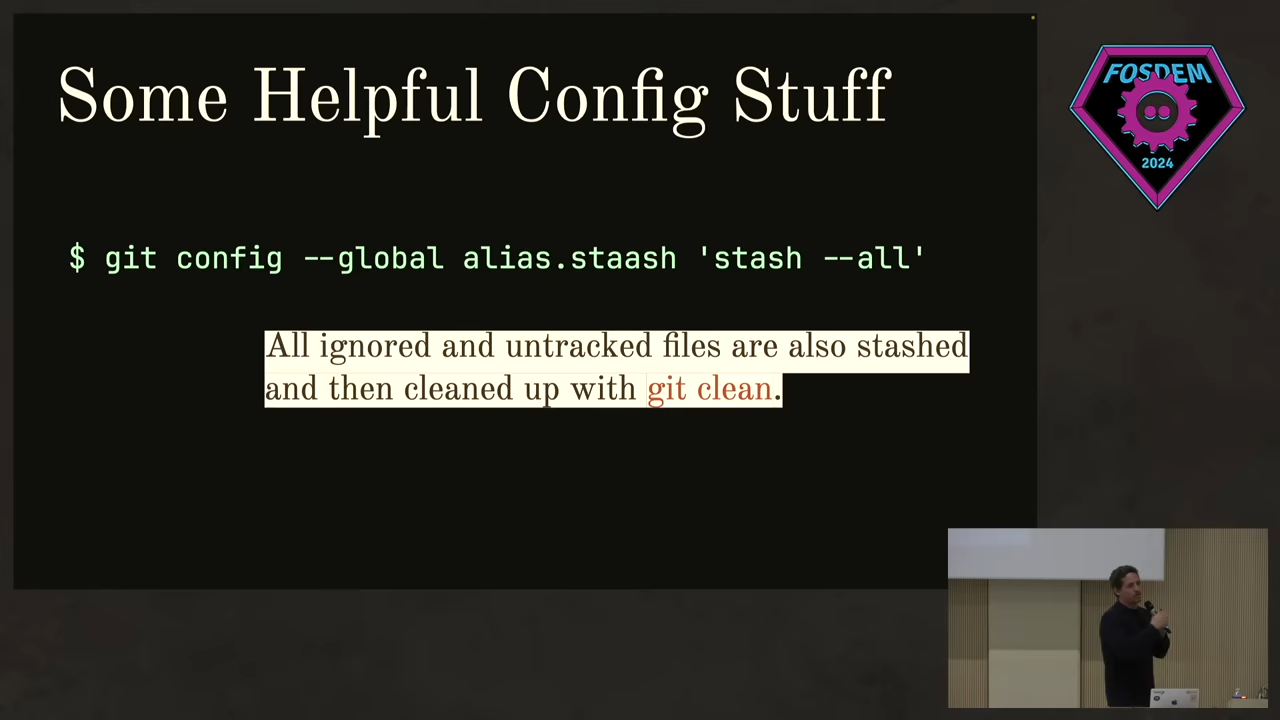 Some Helpful Config Stuff
FOSDEM
2024
$ git config --global alias.staash 'stash --all'
All ignored and untracked files are also stashed
and then cleaned up with git clean.